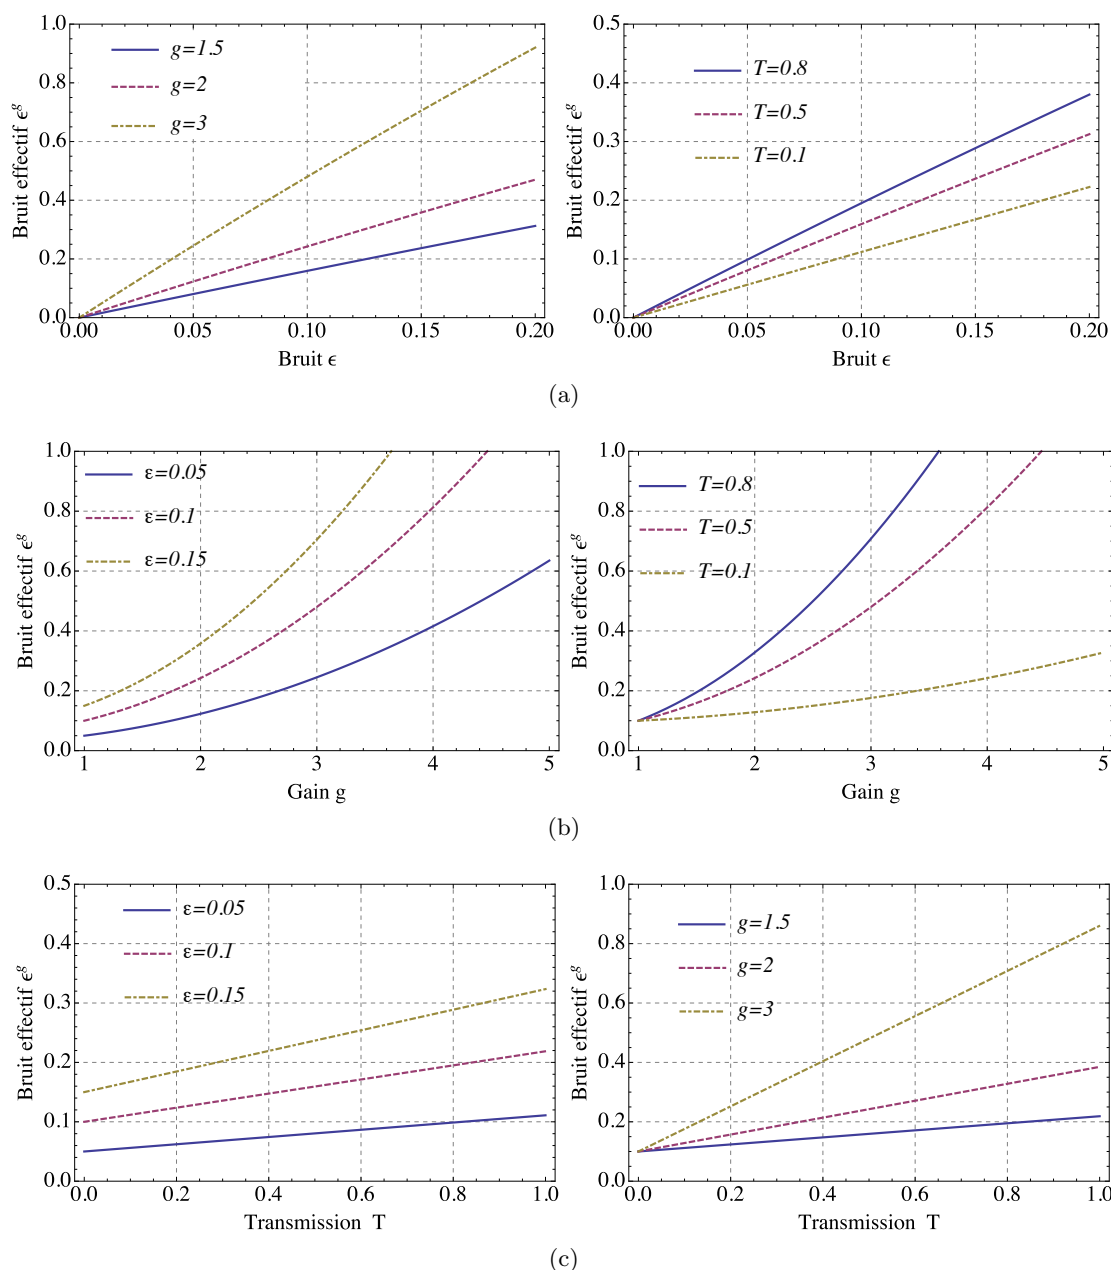 1.0
0.8
0.6
0.4
0.2
0.0
Bruit effectif ϵ^g
g=1.5
g=2
g=3
0.00 0.05 0.10 0.15 0.20
Bruit ϵ
0.5
0.4
0.3
0.2
0.1
0.0
Bruit effectif ϵ^g
T=0.8
T=0.5
T=0.1
0.00 0.05 0.10 0.15 0.20
Bruit ϵ
(a)
1.0
0.8
0.6
0.4
0.2
0.0
Bruit effectif ϵ^g
ε=0.05
ε=0.1
ε=0.15
1 2 3 4 5
Gain g
1.0
0.8
0.6
0.4
0.2
0.0
Bruit effectif ϵ^g
T=0.8
T=0.5
T=0.1
1 2 3 4 5
Gain g
(b)
0.5
0.4
0.3
0.2
0.1
0.0
Bruit effectif ϵ^g
ε=0.05
ε=0.1
ε=0.15
0.0 0.2 0.4 0.6 0.8 1.0
Transmission T
1.0
0.8
0.6
0.4
0.2
0.0
Bruit effectif ϵ^g
g=1.5
g=2
g=3
0.0 0.2 0.4 0.6 0.8 1.0
Transmission T
(c)